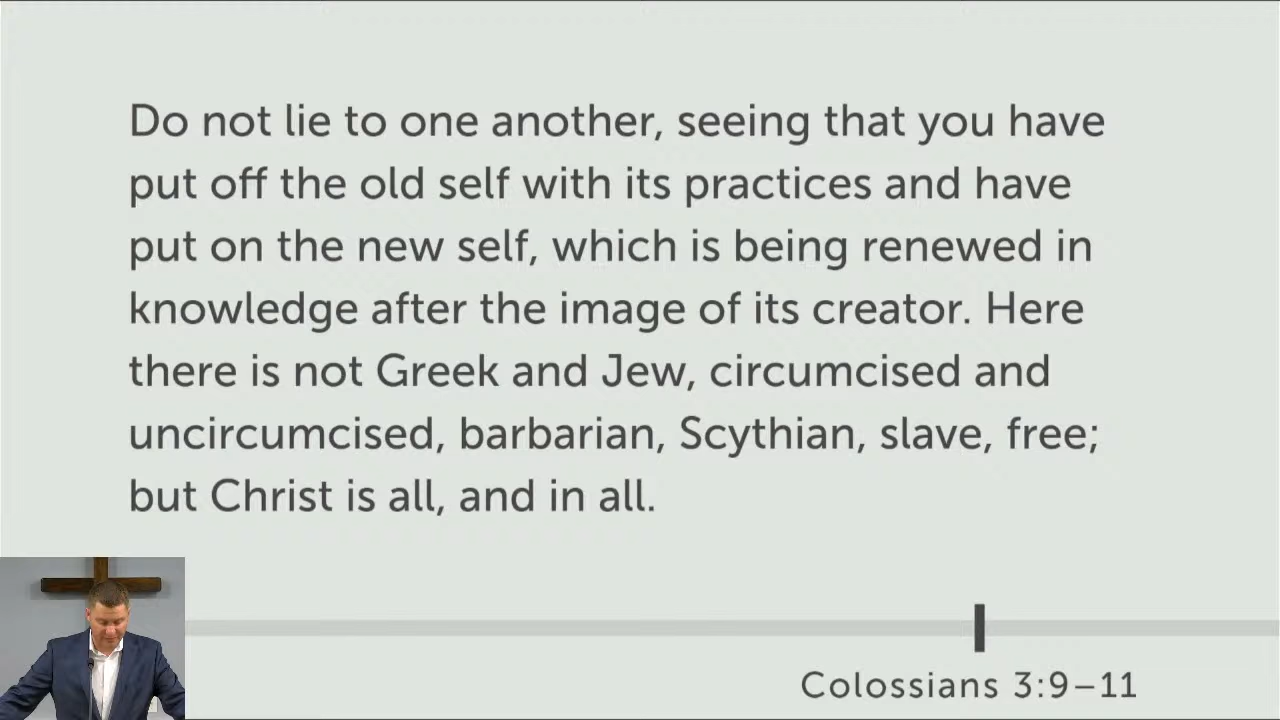 Do not lie to one another, seeing that you have
put off the old self with its practices and have
put on the new self, which is being renewed in
knowledge after the image of its creator. Here
there is not Greek and Jew, circumcised and
uncircumcised, barbarian, Scythian, slave, free;
but Christ is all, and in all.
Colossians 3:9–11